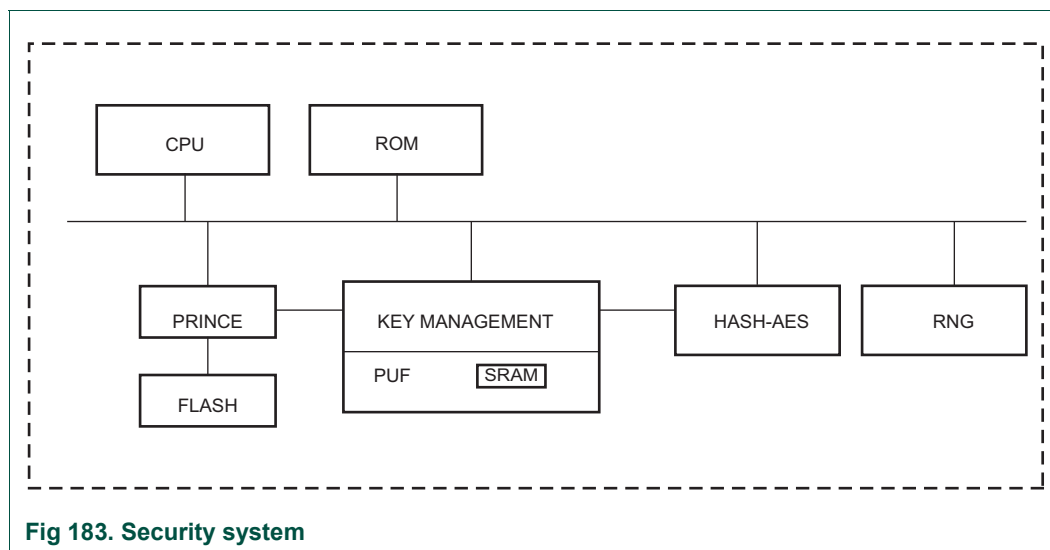 CPU
ROM
PRINCE
KEY MANAGEMENT
HASH-AES
RNG
PUF
SRAM
FLASH
Fig 183. Security system